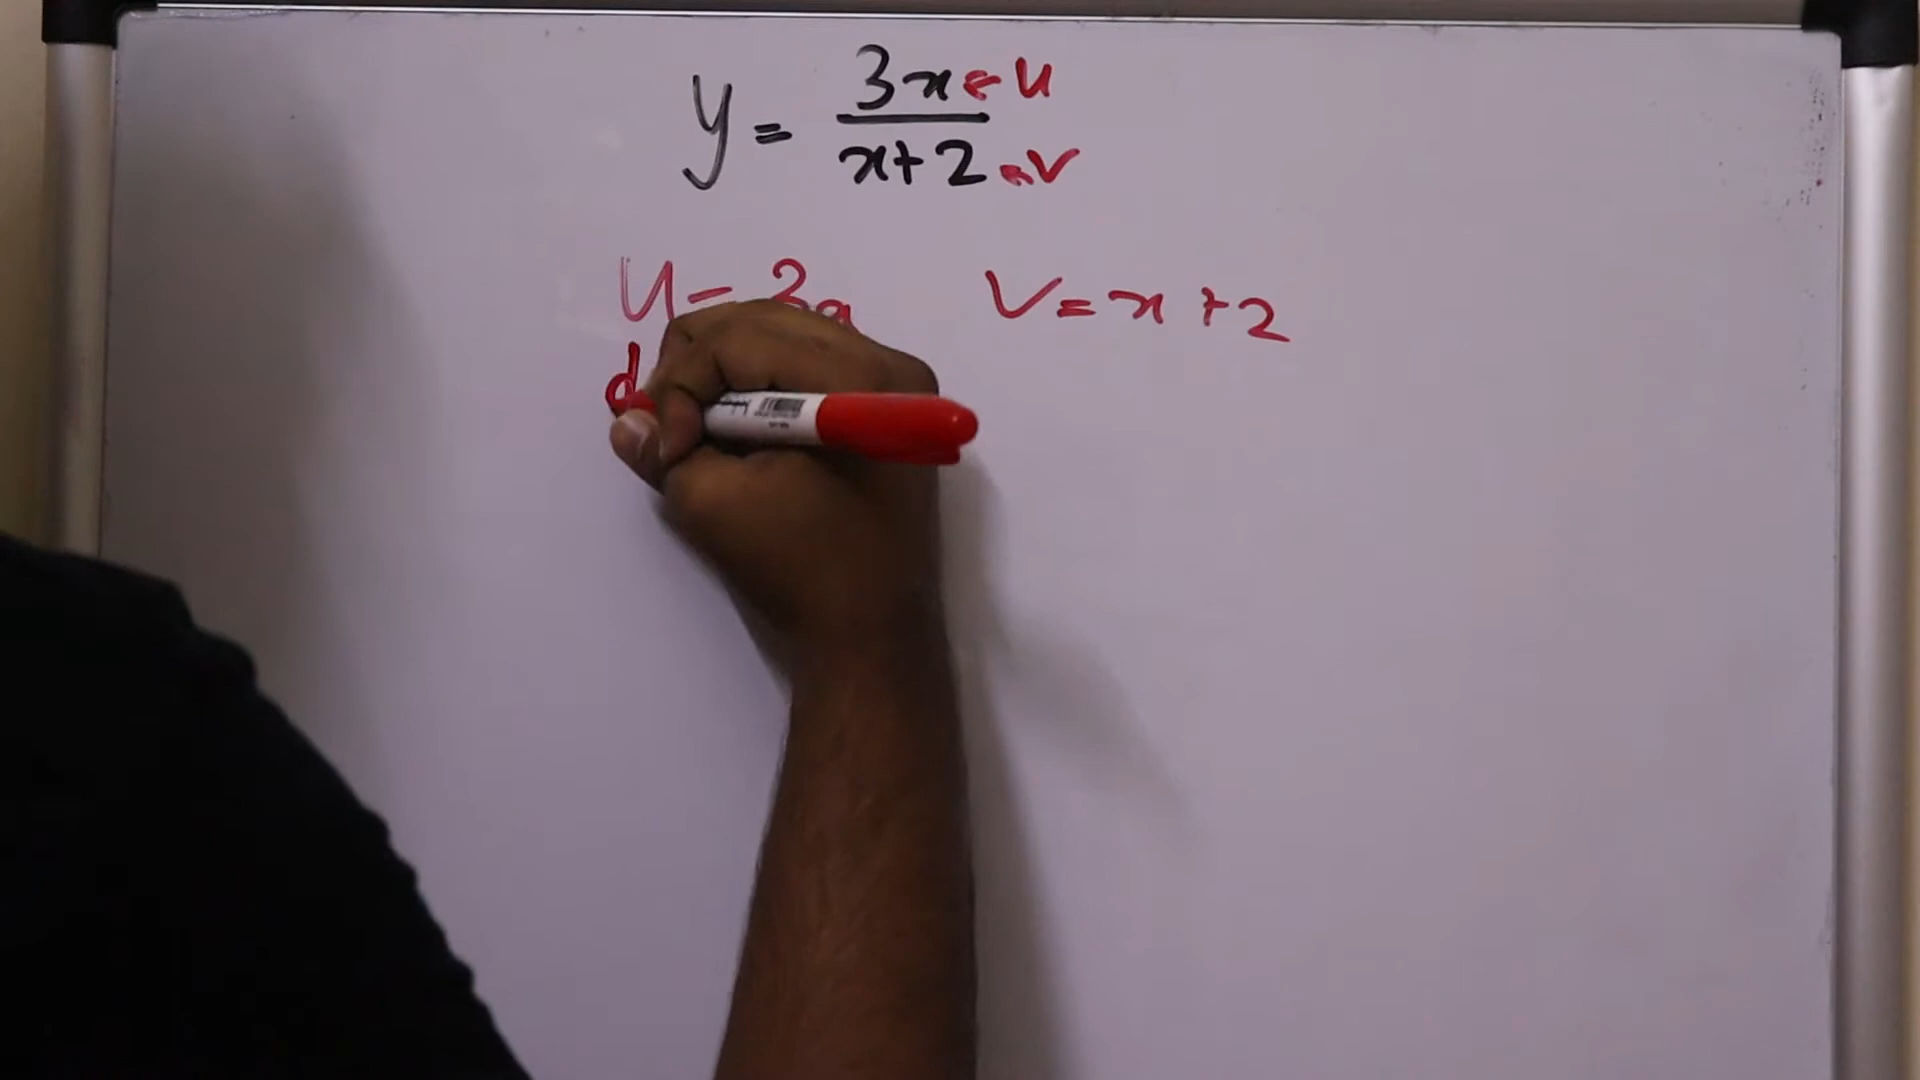 y = 3x ← u
x+2 ← v
u = 3x v = x + 2
d